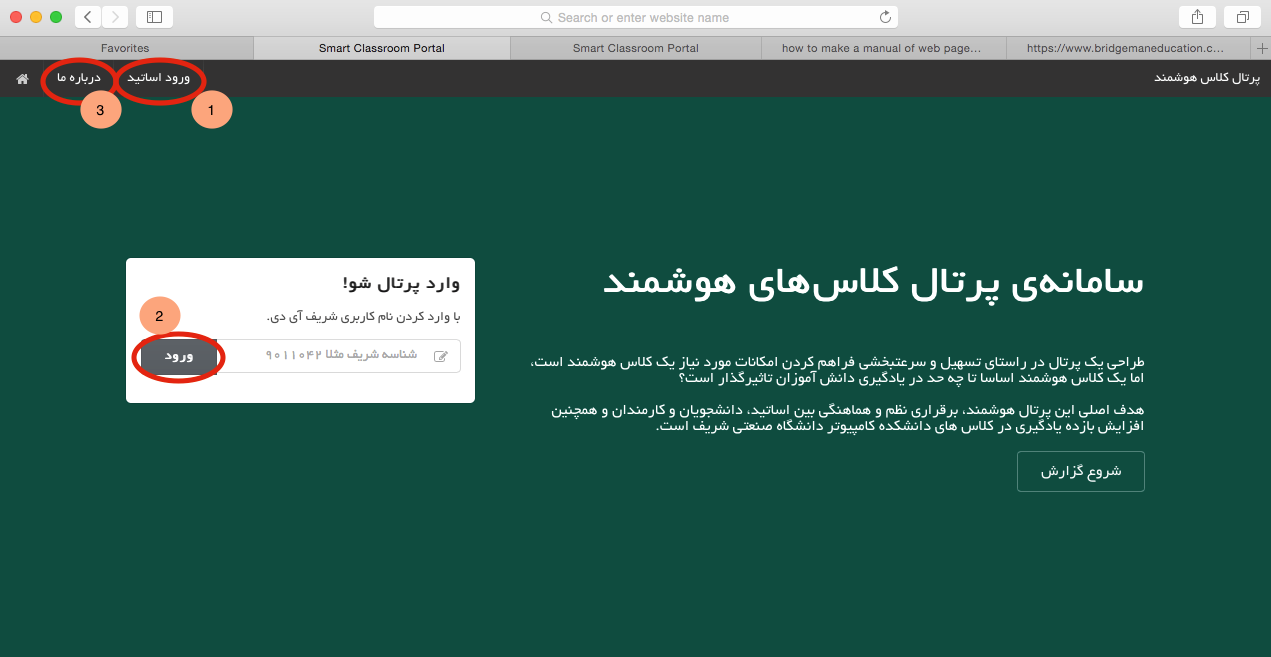 Search or enter website name
Favorites
Smart Classroom Portal
Smart Classroom Portal
how to make a manual of web page...
https://www.bridgemaneducation.c...
پرتال کلاس هوشمند
ورود اساتید
درباره ما
1
3
سامانه‌ی پرتال کلاس‌های هوشمند
طراحی یک پرتال در راستای تسهیل و سرعتبخشی فراهم کردن امکانات مورد نیاز یک کلاس هوشمند است،
اما یک کلاس هوشمند اساسا تا چه حد در یادگیری دانش آموزان تاثیرگذار است؟
هدف اصلی این پرتال هوشمند، برقراری نظم و هماهنگی بین اساتید، دانشجویان و کارمندان و همچنین
افزایش بازده یادگیری در کلاس های دانشکده کامپیوتر دانشگاه صنعتی شریف است.
شروع گزارش
وارد پرتال شو!
با وارد کردن نام کاربری شریف آی دی.
2
شناسه شریف مثلا ۹۰۱۱۰۴۲
ورود